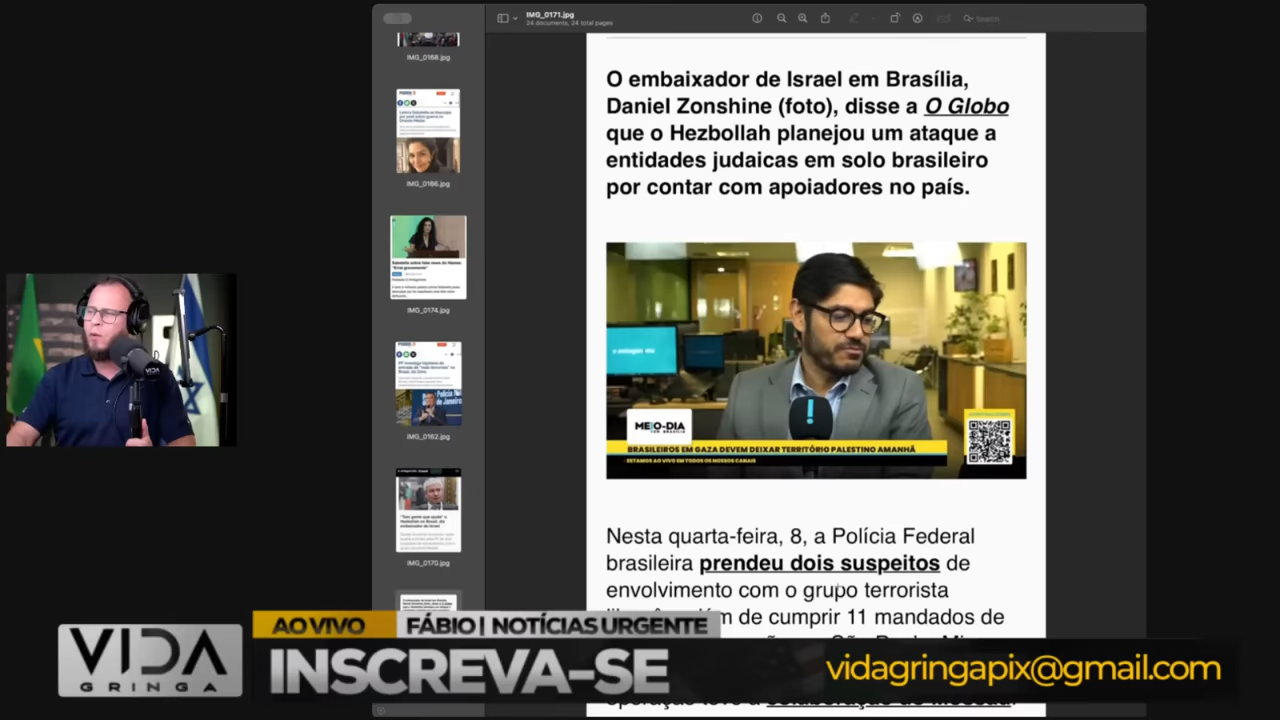 IMG_0171.jpg
24 documents, 24 total pages
Search
IMG_0168.jpg
IMG_0166.jpg
IMG_0174.jpg
IMG_0162.jpg
IMG_0170.jpg
O embaixador de Israel em Brasília,
Daniel Zonshine (foto), disse a O Globo
que o Hezbollah planejou um ataque a
entidades judaicas em solo brasileiro
por contar com apoiadores no país.
MEIO-DIA
EM BRASÍLIA
BRASILEIROS EM GAZA DEVEM DEIXAR TERRITÓRIO PALESTINO AMANHÃ
ESTAMOS AO VIVO EM TODOS OS NOSSOS CANAIS
Nesta quarta-feira, 8, a Polícia Federal
brasileira prendeu dois suspeitos de
envolvimento com o grupo terrorista
de cumprir 11 mandados de
VIDA
GRINGA
AO VIVO
FÁBIO | NOTÍCIAS URGENTE
INSCREVA-SE
vidagringapix@gmail.com